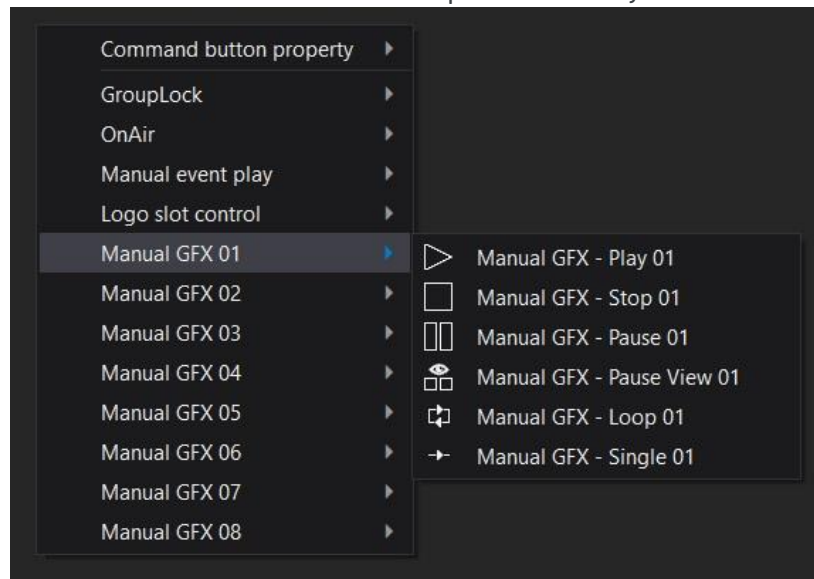 Command button property
GroupLock
OnAir
Manual event play
Logo slot control
Manual GFX 01
Manual GFX 02
Manual GFX 03
Manual GFX 04
Manual GFX 05
Manual GFX 06
Manual GFX 07
Manual GFX 08
Manual GFX - Play 01
Manual GFX - Stop 01
Manual GFX - Pause 01
Manual GFX - Pause View 01
Manual GFX - Loop 01
Manual GFX - Single 01